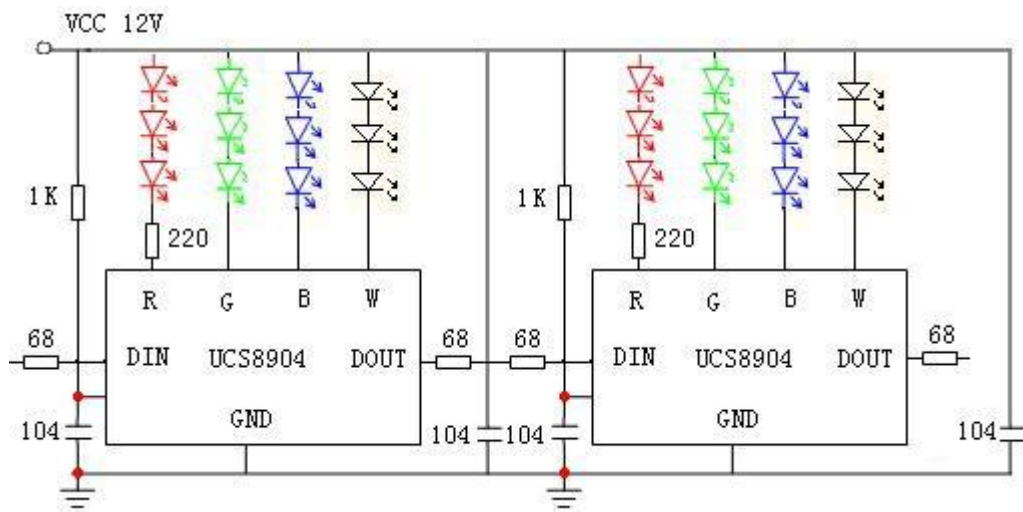 VCC 12V
1K 1K
220 220
R G B W R G B W
68 68 68 68
DIN UCS8904 DOUT DIN UCS8904 DOUT
GND GND
104 104 104 104